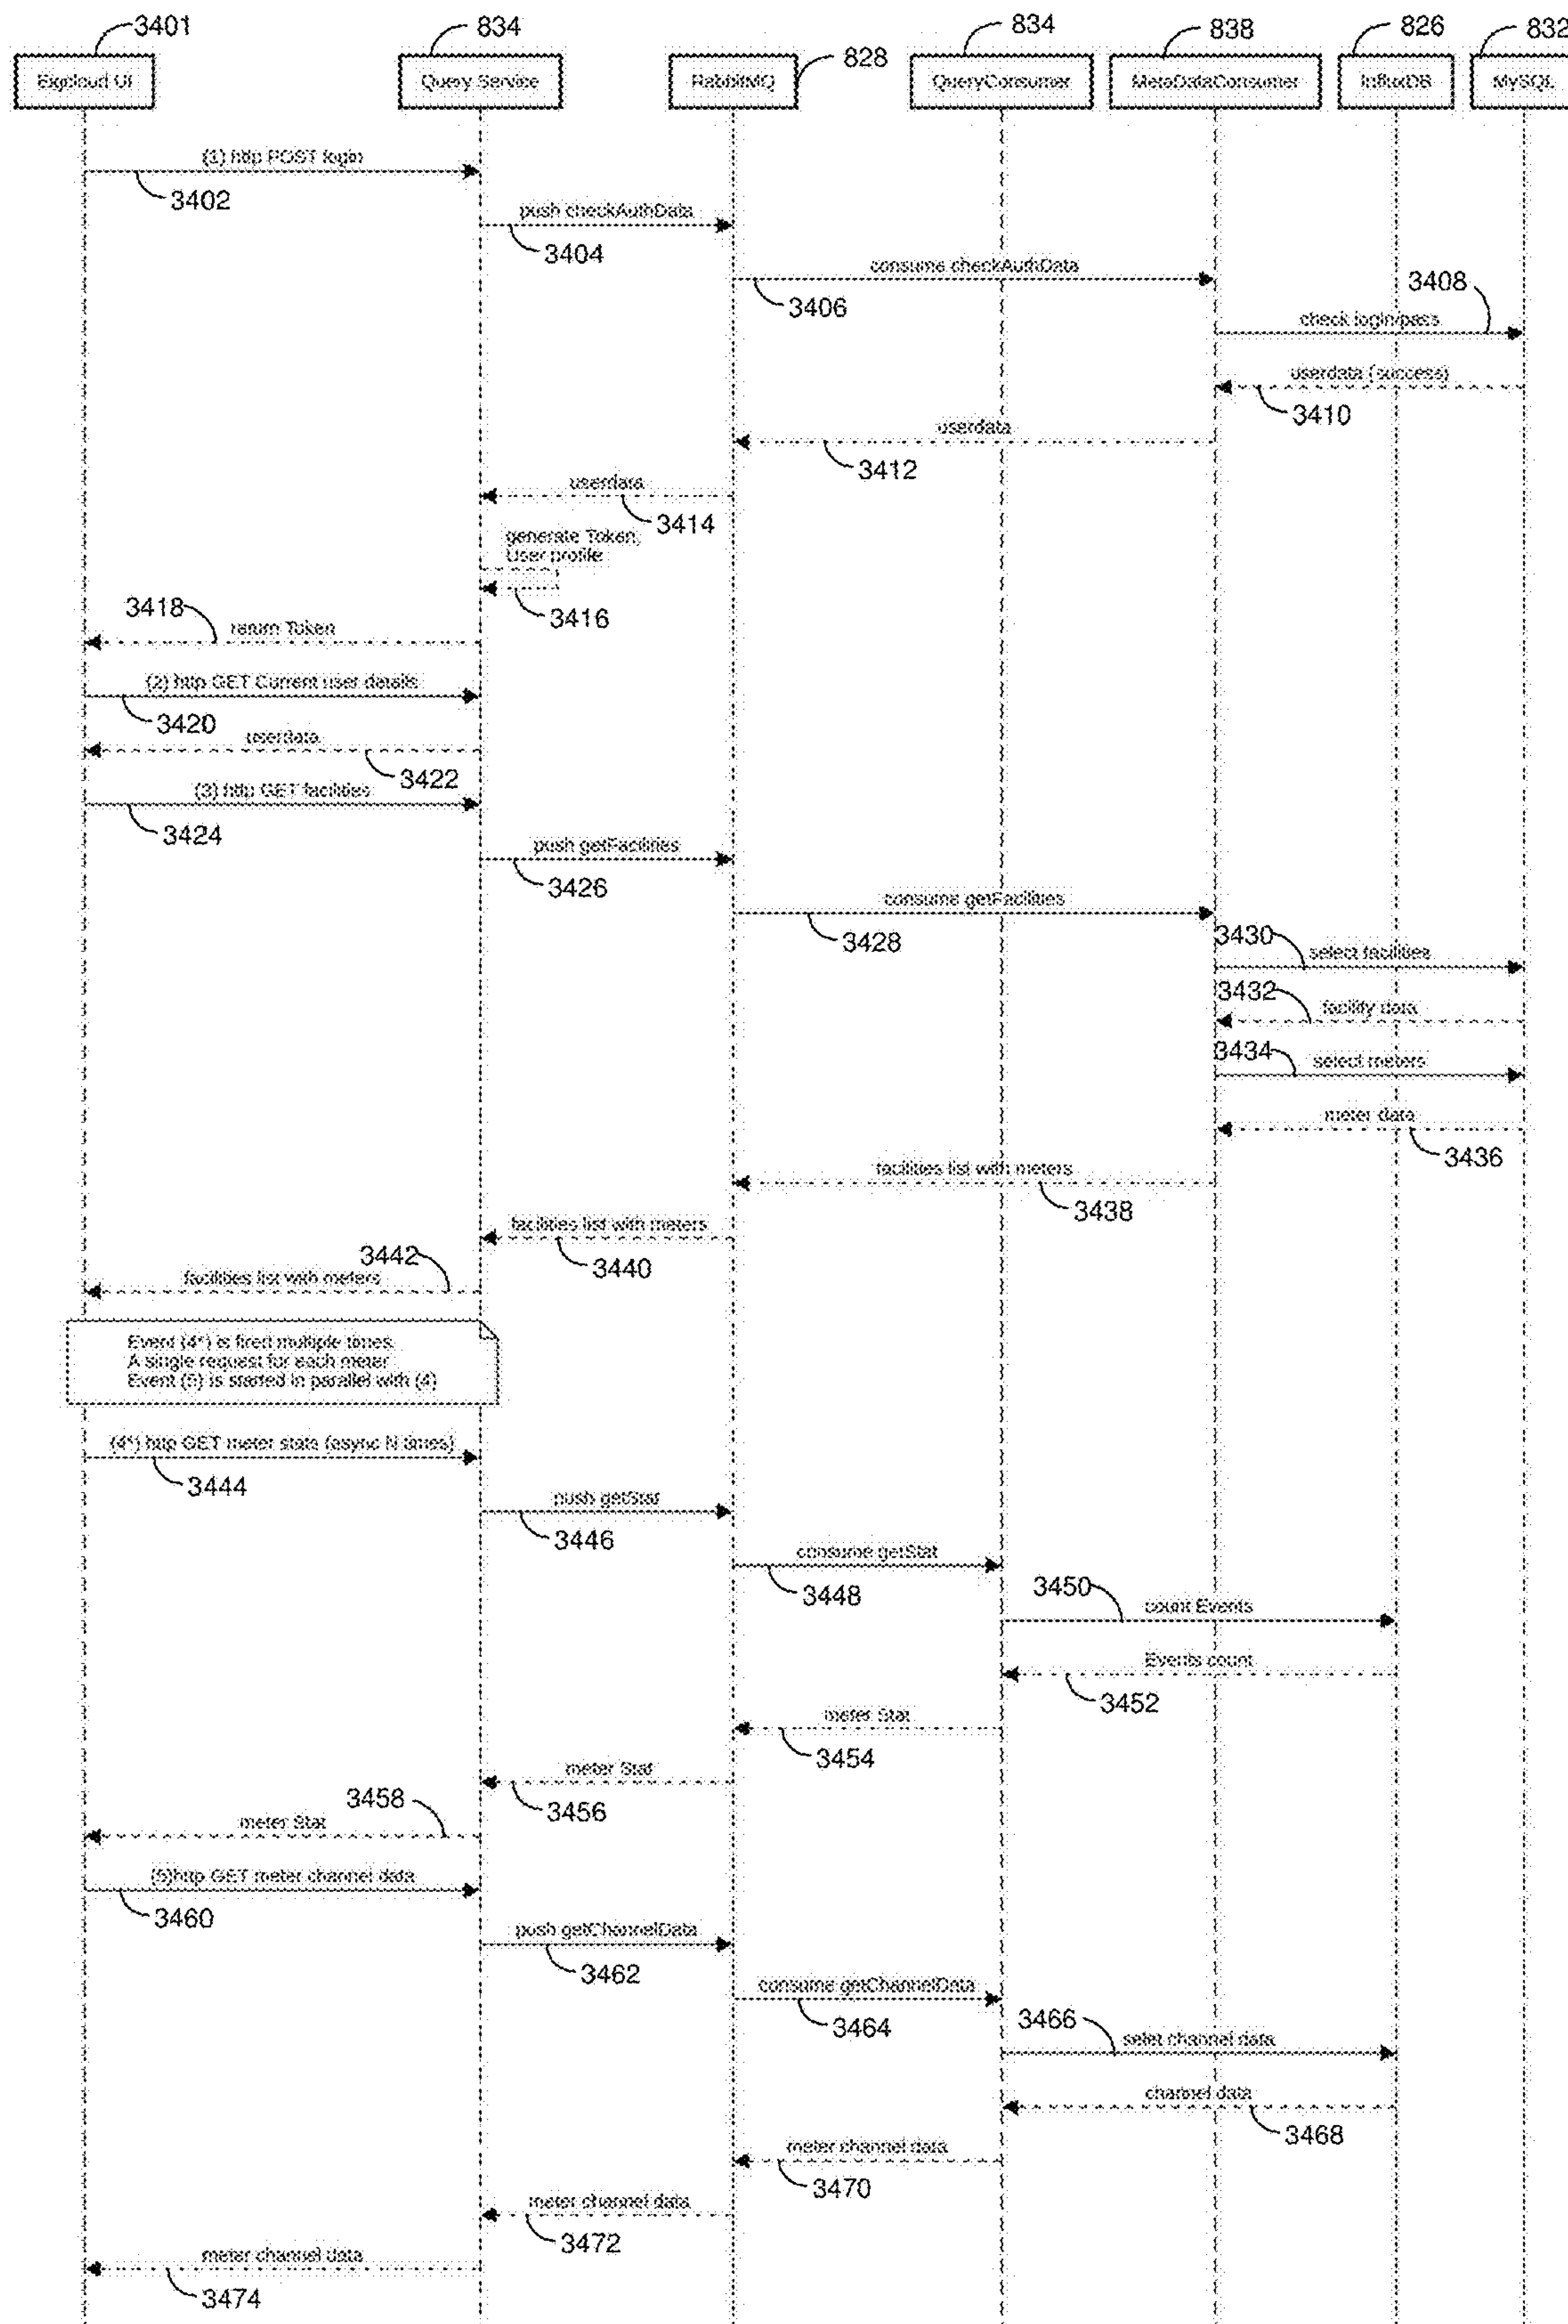 3401
834
834
838
826
832
828
Eigcloud UI
Query Service
RabbitMQ
QueryConsumer
MetaDataConsumer
InfluxDB
MySQL
(1) http POST login
3402
push checkAuthData
3404
consume checkAuthData
3406
3408
check login/pass
userdata (success)
3410
userdata
3412
userdata
3414
generate Token,
User profile
3416
3418
return Token
(2) http GET Current user details
3420
userdata
3422
(3) http GET facilities
3424
push getFacilities
3426
consume getFacilities
3428
3430
select facilities
3432
facility data
3434
select meters
meter data
3436
facilities list with meters
3438
facilities list with meters
3440
3442
facilities list with meters
Event (4*) is fired multiple times
A single request for each meter
Event (5) is started in parallel with (4)
(4*) http GET meter stats (async N times)
3444
push getStat
3446
consume getStat
3448
3450
count Events
Events count
3452
meter Stat
3454
meter Stat
3456
3458
meter Stat
(5)http GET meter channel data
3460
push getChannelData
3462
consume getChannelData
3464
3466
selet channel data
channel data
3468
meter channel data
3470
meter channel data
3472
meter channel data
3474